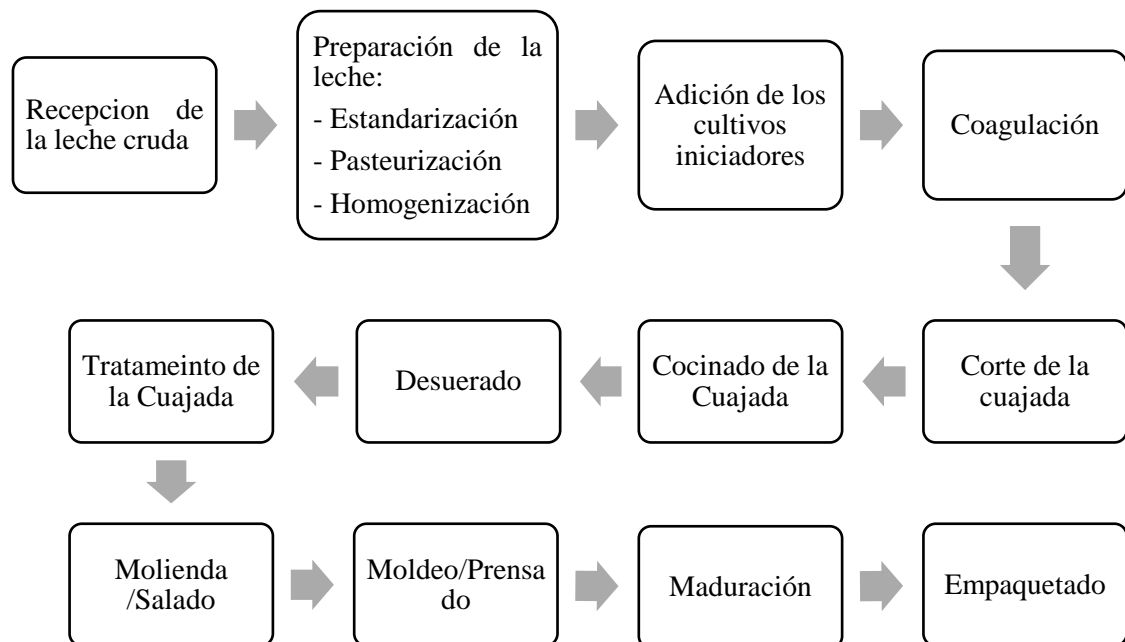 Recepcion de
la leche cruda
Preparación de la
leche:
- Estandarización
- Pasteurización
- Homogenización
Adición de los
cultivos
iniciadores
Coagulación
Corte de la
cuajada
Cocinado de la
Cuajada
Desuerado
Tratameinto de
la Cuajada
Molienda
/Salado
Moldeo/Prensa
do
Maduración
Empaquetado